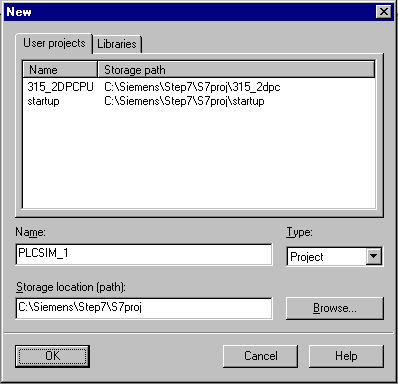 New
User projects Libraries
Name Storage path
315_2DPCPU C:\Siemens\Step7\S7proj\315_2dpc
startup C:\Siemens\Step7\S7proj\startup
Name: Type:
PLCSIM_1 Project
Storage location (path):
C:\Siemens\Step7\S7proj Browse...
OK Cancel Help